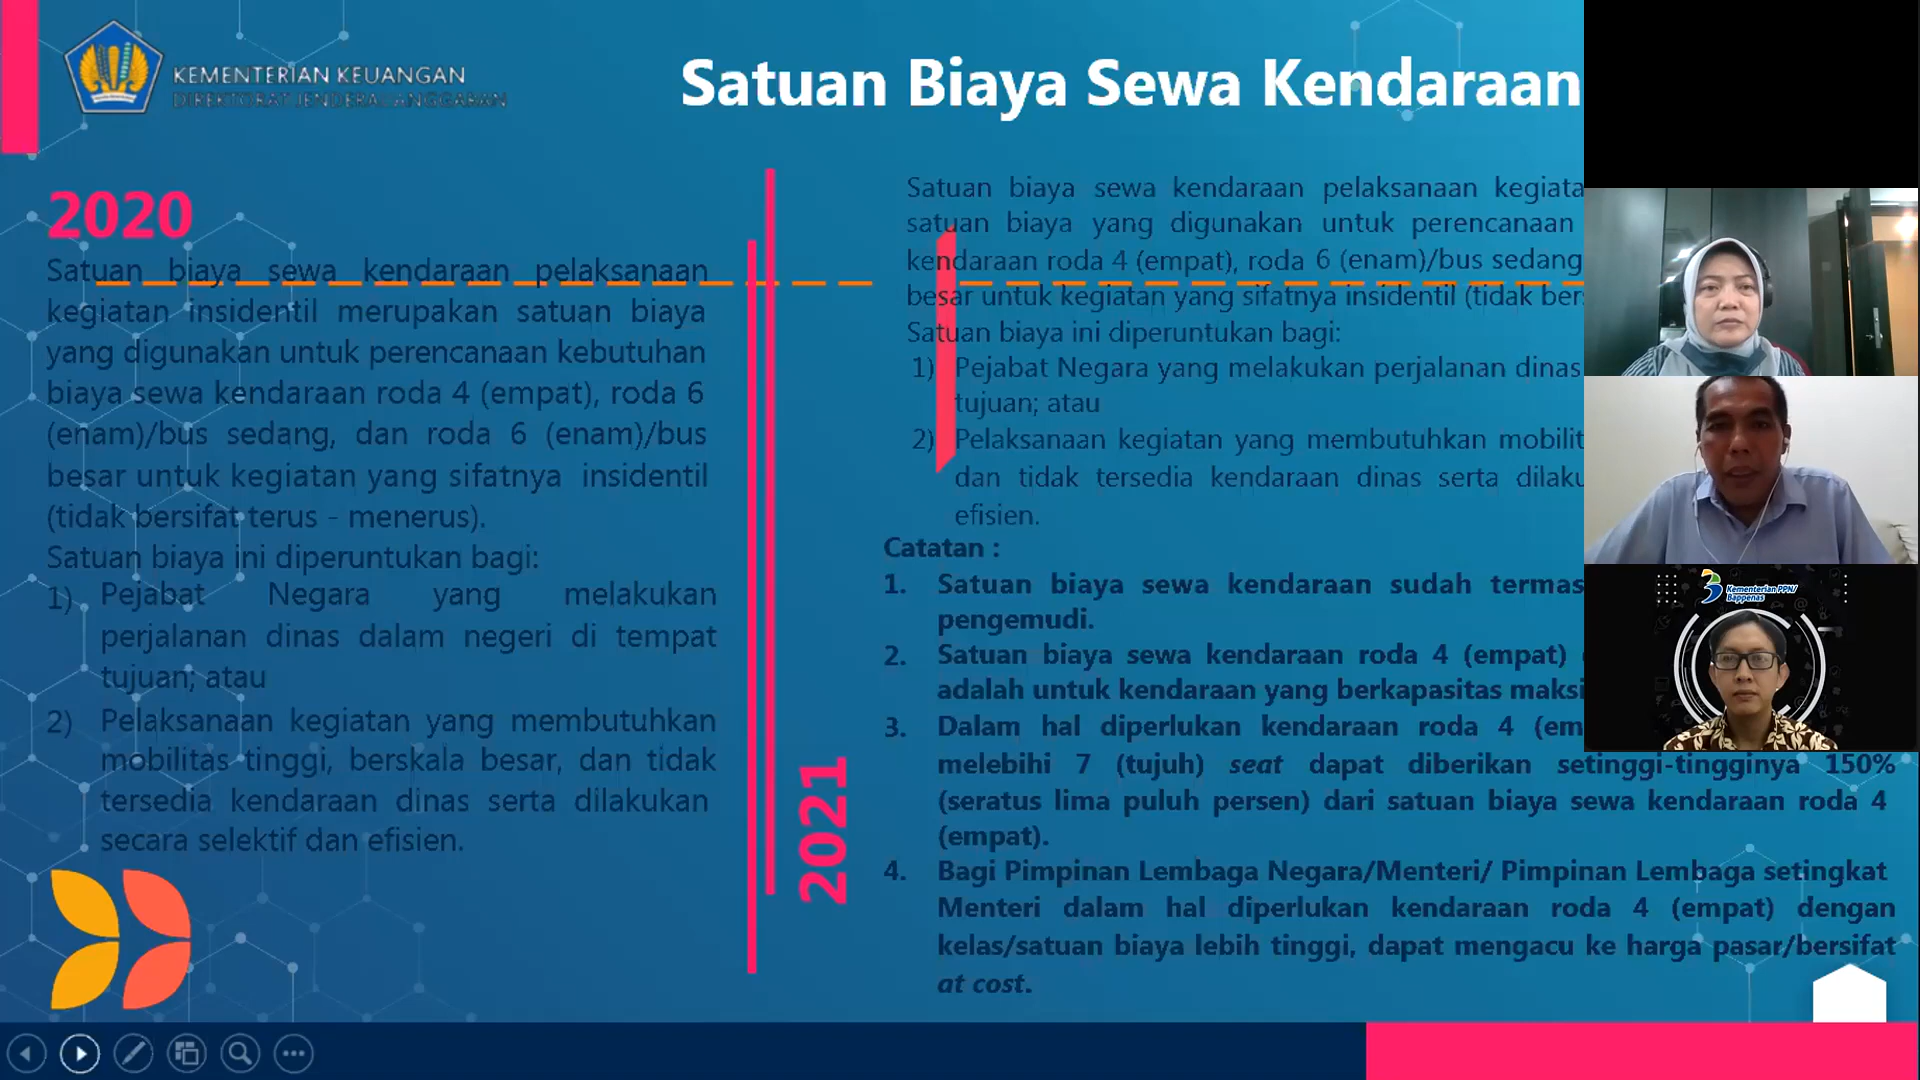 KEMENTERIAN KEUANGAN
DIREKTORAT JENDERAL ANGGARAN
Satuan Biaya Sewa Kendaraan
2020
Satuan biaya sewa kendaraan pelaksanaan
kegiatan insidentil merupakan satuan biaya
yang digunakan untuk perencanaan kebutuhan
biaya sewa kendaraan roda 4 (empat), roda 6
(enam)/bus sedang, dan roda 6 (enam)/bus
besar untuk kegiatan yang sifatnya insidentil
(tidak bersifat terus - menerus).
Satuan biaya ini diperuntukan bagi:
1) Pejabat Negara yang melakukan
perjalanan dinas dalam negeri di tempat
tujuan; atau
2) Pelaksanaan kegiatan yang membutuhkan
mobilitas tinggi, berskala besar, dan tidak
tersedia kendaraan dinas serta dilakukan
secara selektif dan efisien.
2021
Satuan biaya sewa kendaraan pelaksanaan
satuan biaya yang digunakan untuk perencanaan
kendaraan roda 4 (empat), roda 6 (enam)/bus sedang
besar untuk kegiatan yang sifatnya insidentil (tidak
Satuan biaya ini diperuntukan bagi:
1) Pejabat Negara yang melakukan perjalanan dinas
tujuan; atau
2) Pelaksanaan kegiatan yang membutuhkan
dan tidak tersedia kendaraan dinas serta
efisien.
Catatan :
1. Satuan biaya sewa kendaraan sudah
pengemudi.
2. Satuan biaya sewa kendaraan roda 4 (empat)
adalah untuk kendaraan yang berkapasitas
3. Dalam hal diperlukan kendaraan roda 4
melebihi 7 (tujuh) seat dapat diberikan setinggi-tingginya 150%
(seratus lima puluh persen) dari satuan biaya sewa kendaraan roda 4
(empat).
4. Bagi Pimpinan Lembaga Negara/Menteri/ Pimpinan Lembaga setingkat
Menteri dalam hal diperlukan kendaraan roda 4 (empat) dengan
kelas/satuan biaya lebih tinggi, dapat mengacu ke harga pasar/bersifat
at cost.
Kementerian PPN/
Bappenas